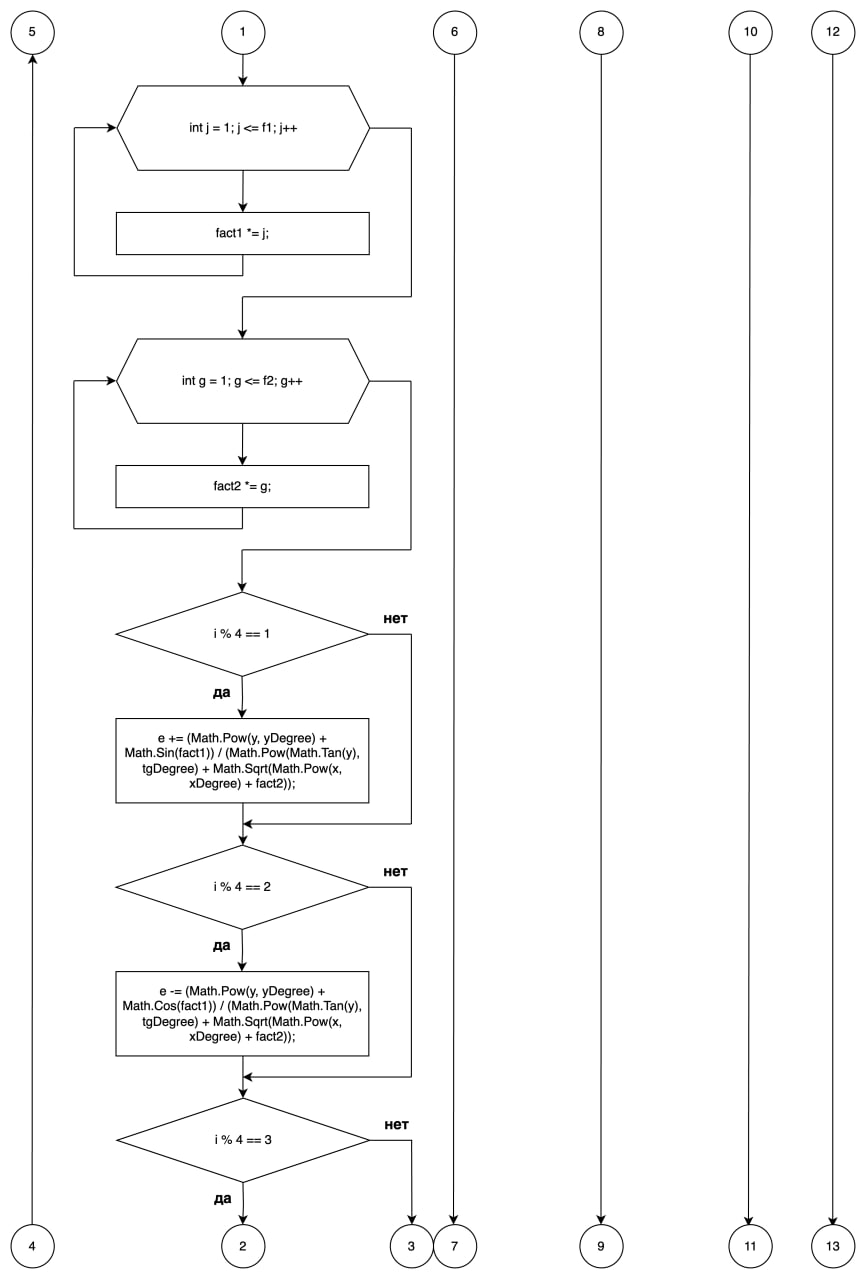 5
1
6
8
10
12
int j = 1; j <= f1; j++
fact1 *= j;
int g = 1; g <= f2; g++
fact2 *= g;
нет
i % 4 == 1
да
e += (Math.Pow(y, yDegree) +
Math.Sin(fact1)) / (Math.Pow(Math.Tan(y),
tgDegree) + Math.Sqrt(Math.Pow(x,
xDegree) + fact2));
нет
i % 4 == 2
да
e -= (Math.Pow(y, yDegree) +
Math.Cos(fact1)) / (Math.Pow(Math.Tan(y),
tgDegree) + Math.Sqrt(Math.Pow(x,
xDegree) + fact2));
нет
i % 4 == 3
да
4
2
3
7
9
11
13